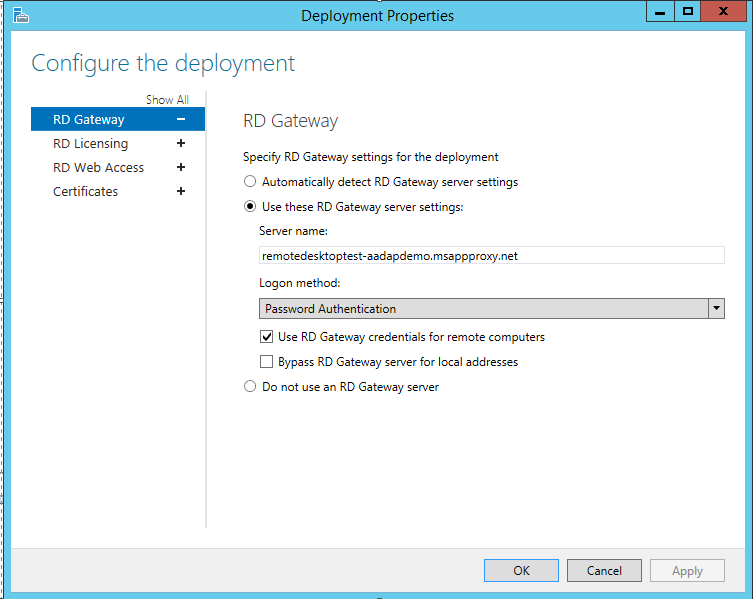 Deployment Properties
Configure the deployment
Show All
RD Gateway –
RD Licensing +
RD Web Access +
Certificates +
RD Gateway
Specify RD Gateway settings for the deployment
Automatically detect RD Gateway server settings
Use these RD Gateway server settings:
Server name:
remotedesktoptest-aadapdemo.msappproxy.net
Logon method:
Password Authentication
Use RD Gateway credentials for remote computers
Bypass RD Gateway server for local addresses
Do not use an RD Gateway server
OK Cancel Apply